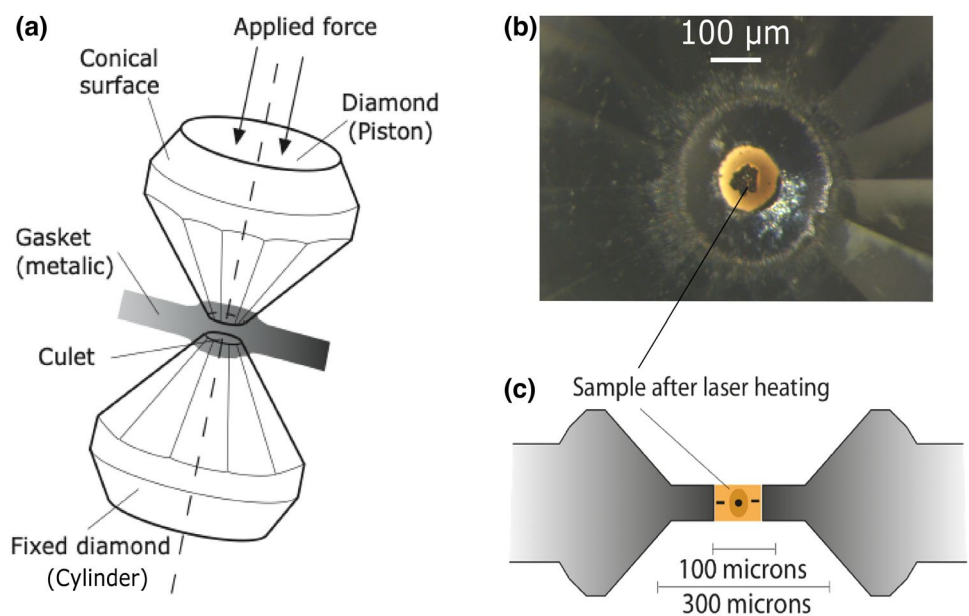 (a)
Applied force
Conical
surface
Diamond
(Piston)
Gasket
(metalic)
Culet
Fixed diamond
(Cylinder)
(b)
100 µm
(c)
Sample after laser heating
100 microns
300 microns